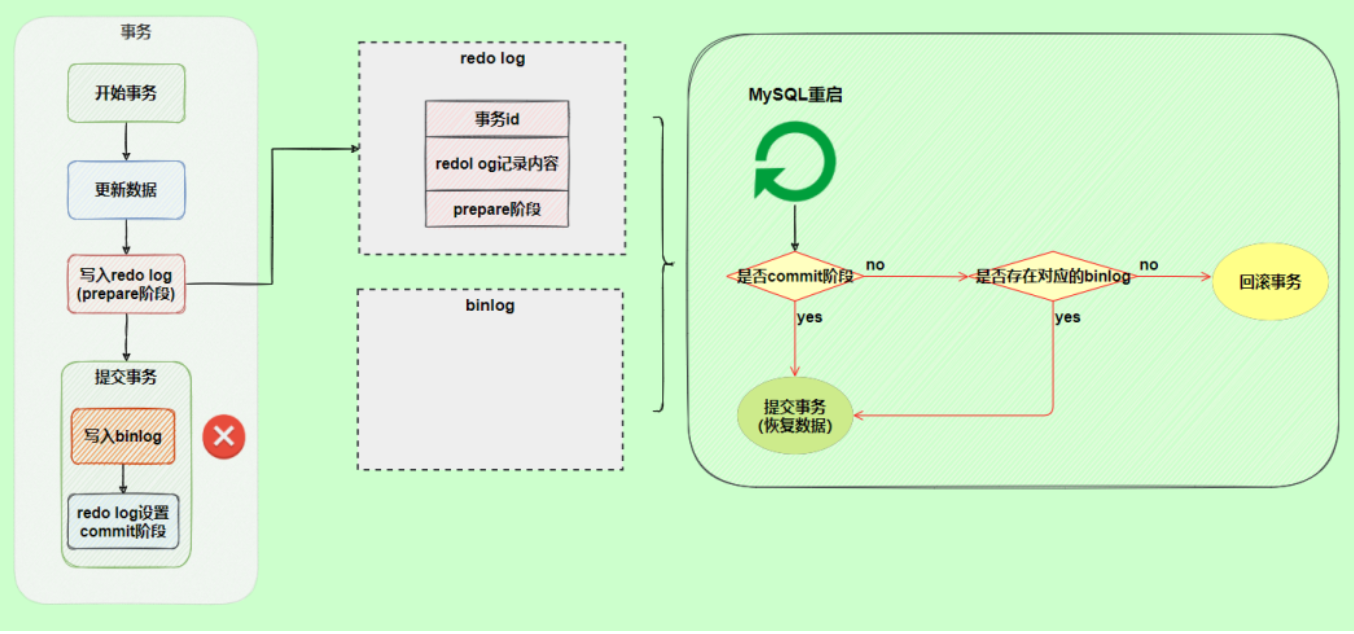 事务
开始事务
更新数据
写入redo log
(prepare阶段)
提交事务
写入binlog
redo log设置
commit阶段
redo log
事务id
redol og记录内容
prepare阶段
binlog
MySQL重启
是否commit阶段
no
是否存在对应的binlog
no
回滚事务
yes
yes
提交事务
(恢复数据)